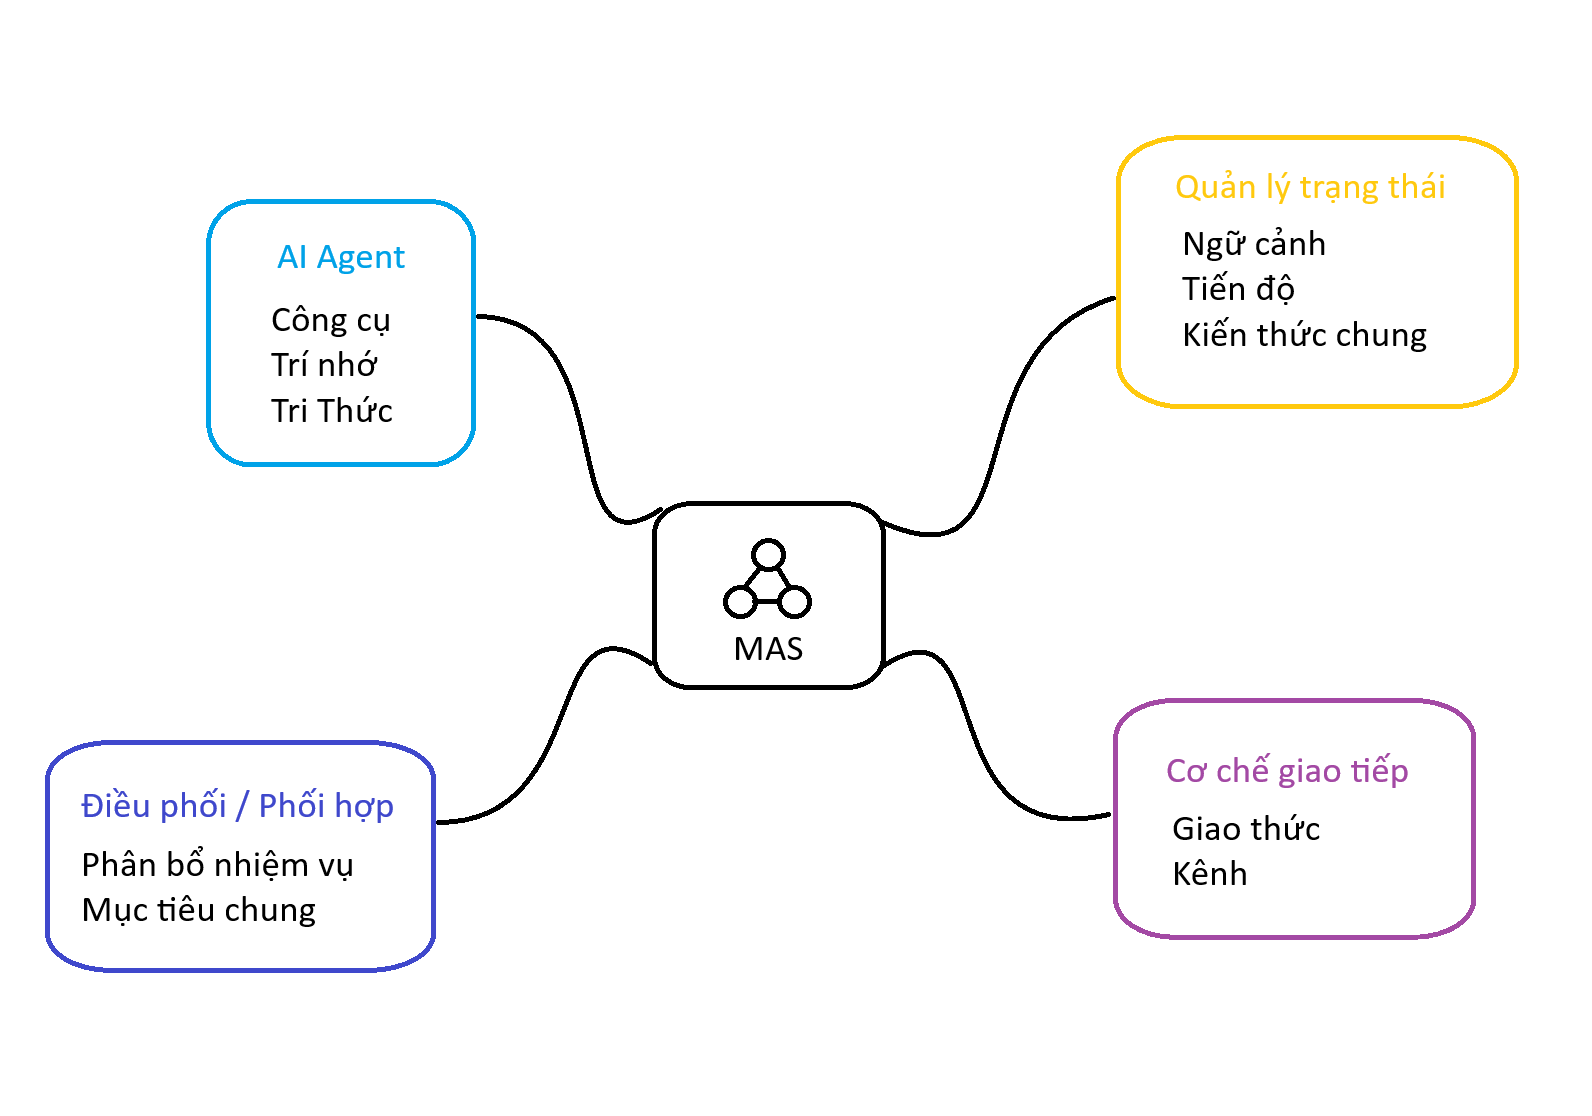 AI Agent
Công cụ
Trí nhớ
Tri Thức
Quản lý trạng thái
Ngữ cảnh
Tiến độ
Kiến thức chung
MAS
Điều phối / Phối hợp
Phân bổ nhiệm vụ
Mục tiêu chung
Cơ chế giao tiếp
Giao thức
Kênh